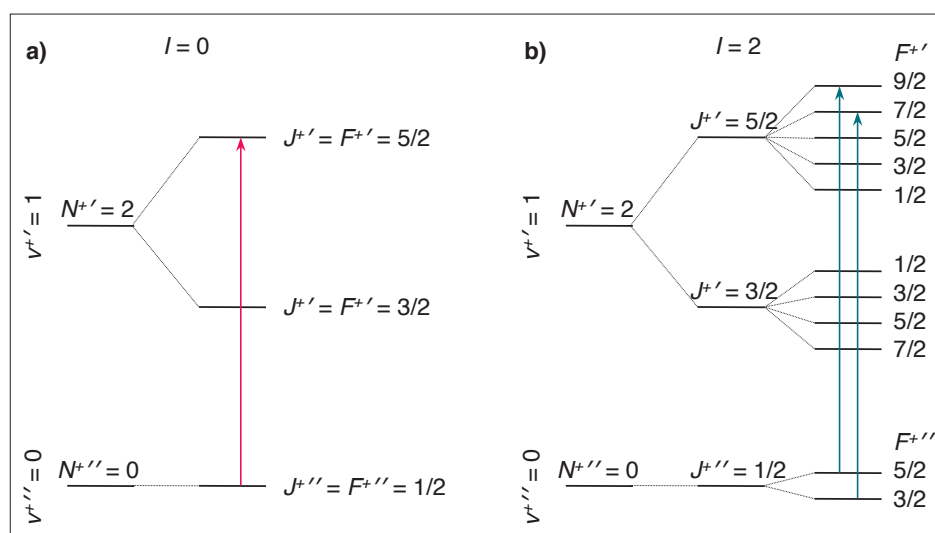 a)
I = 0
v⁺′ = 1
N⁺′ = 2
J⁺′ = F⁺′ = 5/2
J⁺′ = F⁺′ = 3/2
v⁺″ = 0
N⁺″ = 0
J⁺″ = F⁺″ = 1/2
b)
I = 2
F⁺′
v⁺′ = 1
N⁺′ = 2
J⁺′ = 5/2
9/2
7/2
5/2
3/2
1/2
J⁺′ = 3/2
1/2
3/2
5/2
7/2
F⁺″
v⁺″ = 0
N⁺″ = 0
J⁺″ = 1/2
5/2
3/2